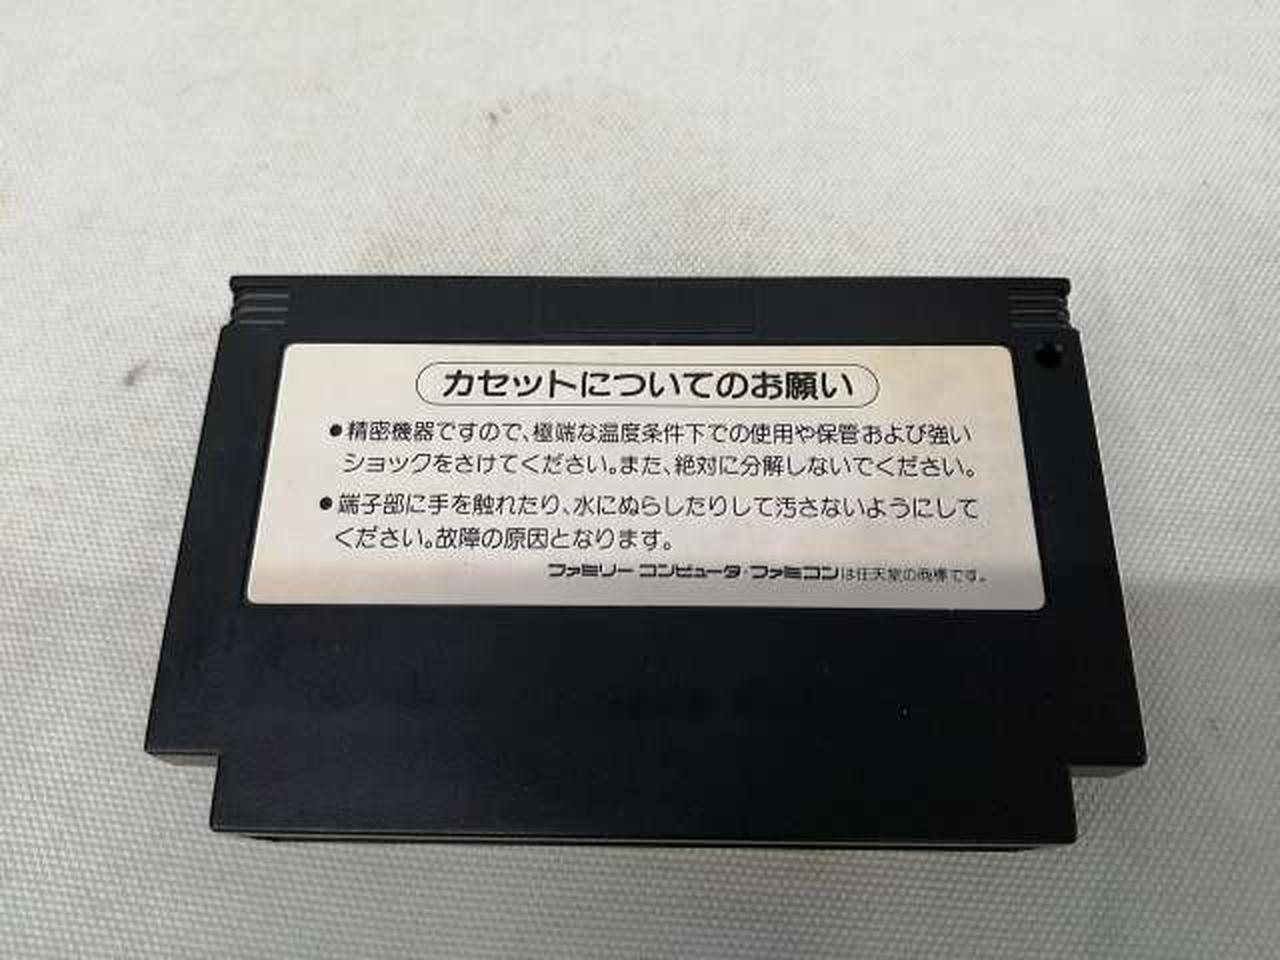 カセットについてのお願い
●精密機器ですので、極端な温度条件下での使用や保管および強い
ショックをさけてください。また、絶対に分解しないでください。
●端子部に手を触れたり、水にぬらしたりして汚さないようにして
ください。故障の原因となります。
ファミリーコンピュータ・ファミコンは任天堂の商標です。